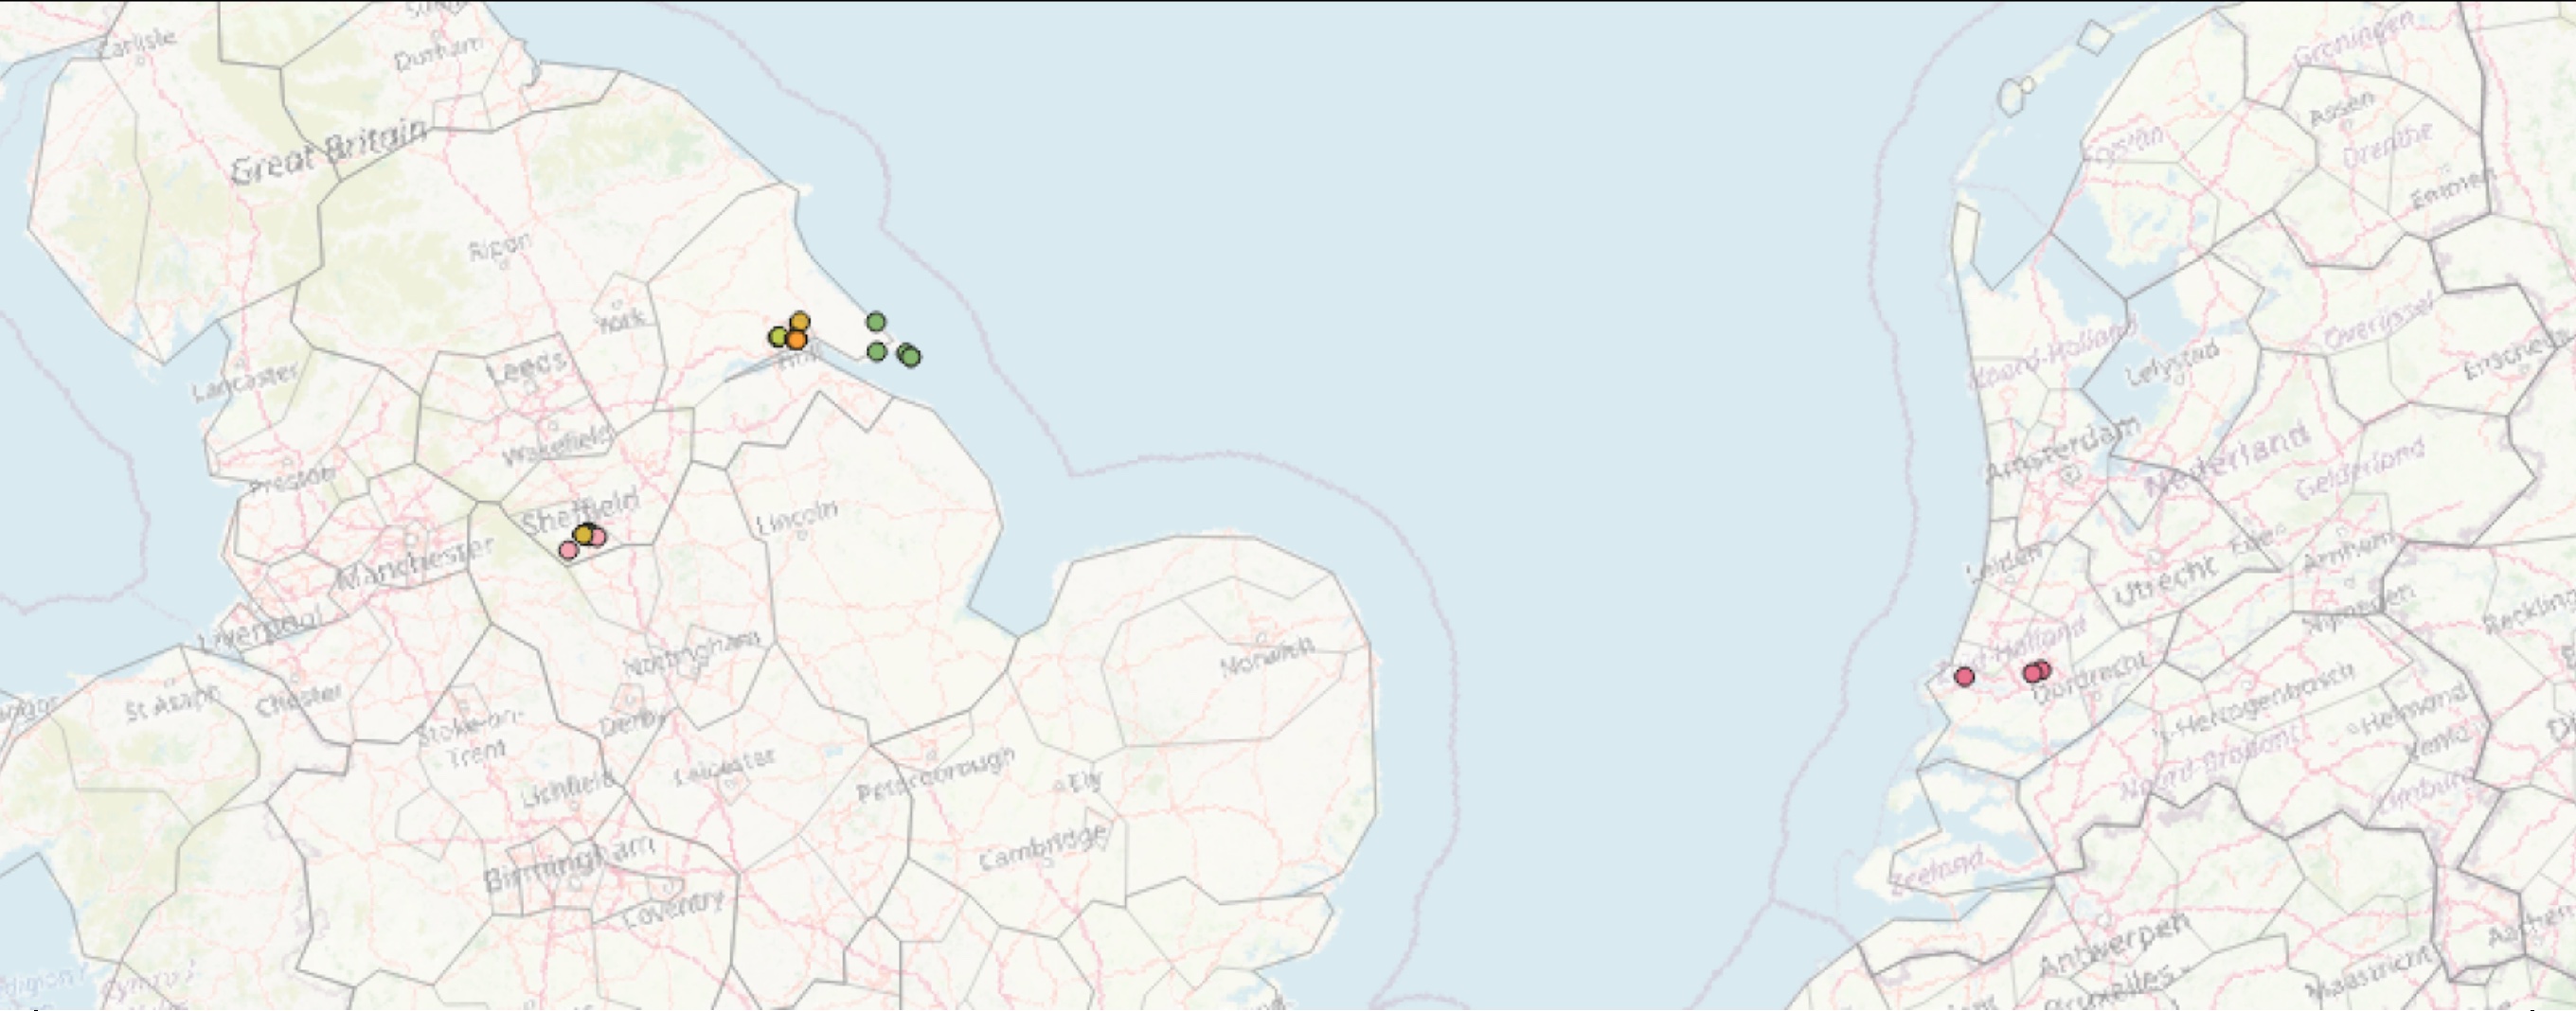 Carlisle
Durham
Groningen
Assen
Great Britain
Fryslân
Drenthe
Emmen
Ripon
York
Hull
Noord-Holland
Overijssel
Lancaster
Leeds
Lelystad
Wakefield
Amsterdam
Nederland
Gelderland
Preston
Sheffield
Lincoln
Manchester
Leiden
Utrecht
Ede
Arnhem
Liverpool
Nijmegen
Reckling
Nottingham
Norwich
Zuid-Holland
Dordrecht
St Asaph
Chester
Stoke-on-
Trent
Derby
's-Hertogenbosch
Helmond
Venlo
Noord-Brabant
Limburg
Lichfield
Leicester
Peterborough
Ely
Birmingham
Cambridge
Zeeland
Coventry
Antwerpen
Aachen
Maastricht
Bruxelles-